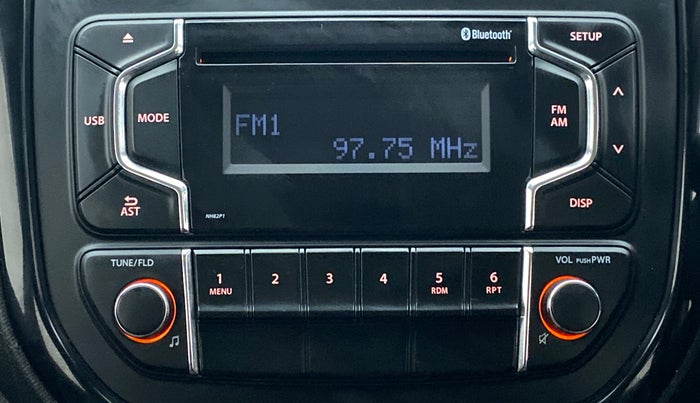 Bluetooth
SETUP
USB
MODE
FM
AM
FM1
97.75 MHz
AST
NH82P1
DISP
TUNE/FLD
VOL PUSH PWR
1
MENU
2
3
4
5
RDM
6
RPT